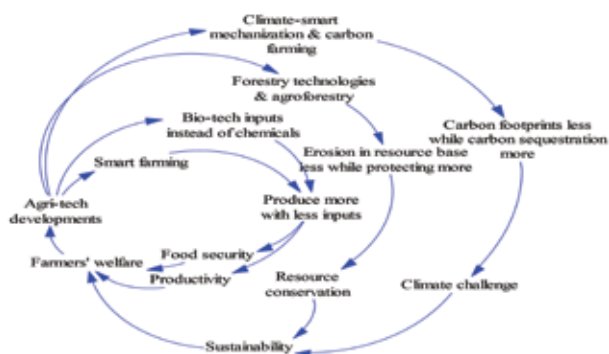 Climate-smart
mechanization & carbon
farming
Forestry technologies
& agroforestry
Bio-tech inputs
instead of chemicals
Carbon footprints less
while carbon sequestration
more
Smart farming
Erosion in resource base
less while protecting more
Agri-tech
developments
Produce more
with less inputs
Food security
Farmers' welfare
Productivity
Resource
conservation
Climate challenge
Sustainability